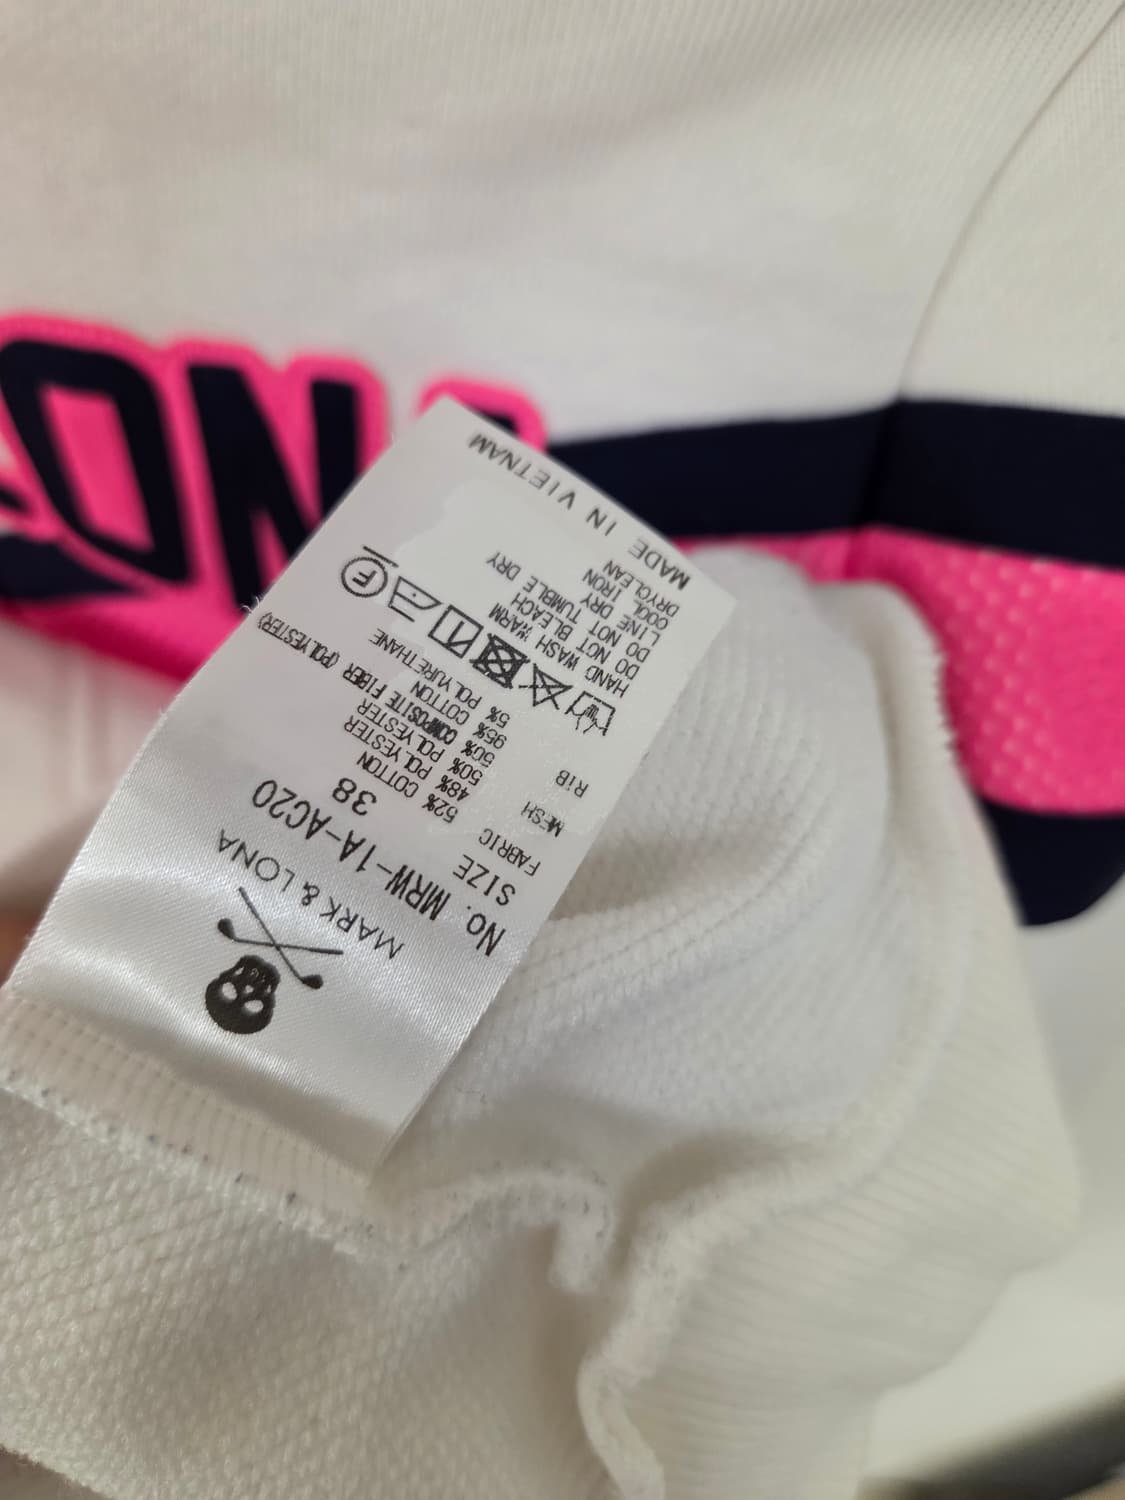 ONA
MARK & LONA
No. MRW-1A-AC20
SIZE 38
FABRIC 52% COTTON
48% POLYESTER
MESH 50% POLYESTER
50% COMPOSITE FIBER (POLYESTER)
RIB 95% COTTON
5% POLYURETHANE
F
HAND WASH WARM
DO NOT BLEACH
DO NOT TUMBLE DRY
LINE DRY
COOL IRON
DRYCLEAN
MADE IN VIETNAM